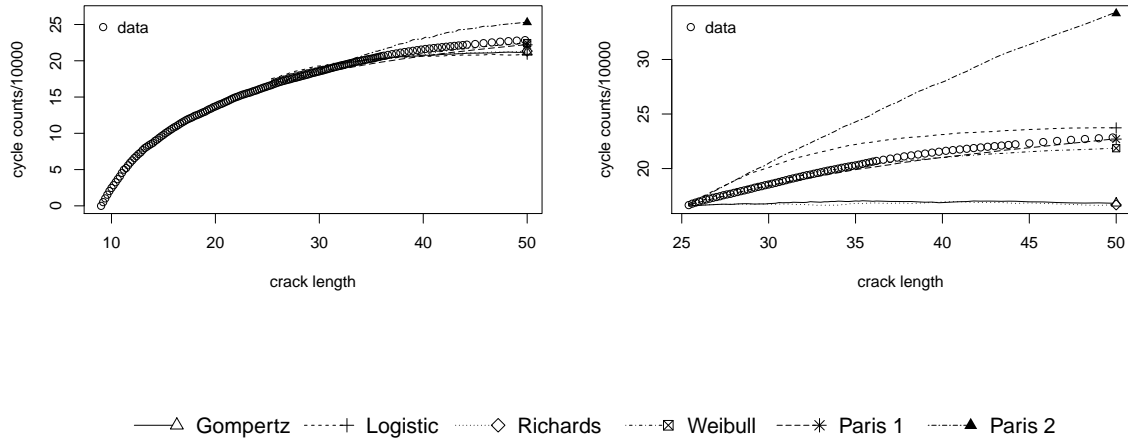 data
cycle counts/10000
0
5
10
15
20
25
10
20
30
40
50
crack length
data
cycle counts/10000
20
25
30
25
30
35
40
45
50
crack length
Gompertz
Logistic
Richards
Weibull
Paris 1
Paris 2